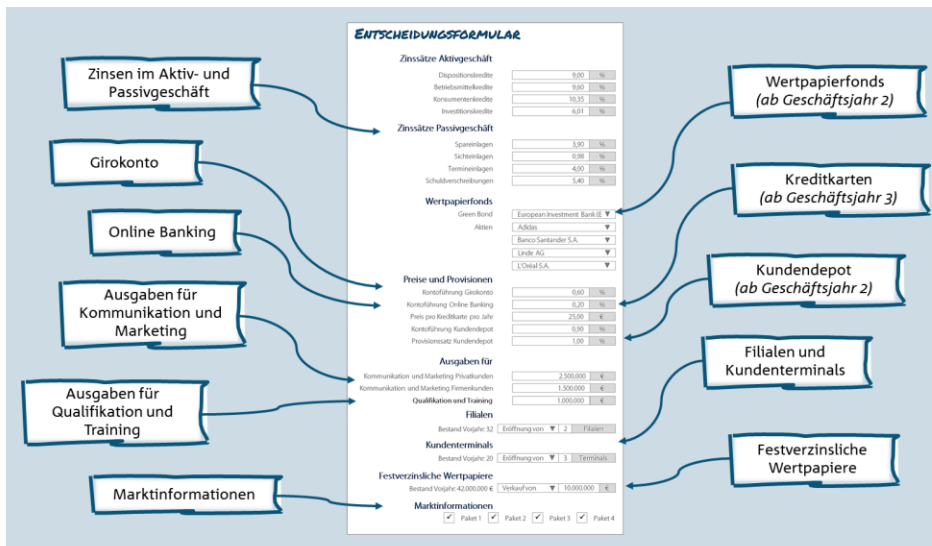 ENTSCHEIDUNGSFORMULAR
Zinssätze Aktivgeschäft
Dispositionskredite 9,00 %
Betriebsmittelkredite 9,60 %
Konsumentenkredite 10,35 %
Investitionskredite 6,01 %
Zinssätze Passivgeschäft
Spareinlagen 3,90 %
Sichteinlagen 0,98 %
Termineinlagen 4,00 %
Schuldverschreibungen 5,40 %
Wertpapierfonds
Green Bond European Investment Bank (E ▼
Aktien Adidas ▼
Banco Santander S.A. ▼
Linde AG ▼
L'Oréal S.A. ▼
Preise und Provisionen
Kontoführung Girokonto 0,60 %
Kontoführung Online Banking 0,20 %
Preis pro Kreditkarte pro Jahr 25,00 €
Kontoführung Kundendepot 0,90 %
Provisionssatz Kundendepot 1,00 %
Ausgaben für
Kommunikation und Marketing Privatkunden 2.500.000 €
Kommunikation und Marketing Firmenkunden 1.500.000 €
Qualifikation und Training 1.000.000 €
Filialen
Bestand Vorjahr: 32 Eröffnung von ▼ 2 Filialen
Kundenterminals
Bestand Vorjahr: 20 Eröffnung von ▼ 3 Terminals
Festverzinsliche Wertpapiere
Bestand Vorjahr: 42.000.000 € Verkauf von ▼ 10.000.000 €
Marktinformationen
✔ Paket 1 ✔ Paket 2 ✔ Paket 3 ✔ Paket 4
Zinsen im Aktiv- und
Passivgeschäft
Girokonto
Online Banking
Ausgaben für
Kommunikation und
Marketing
Ausgaben für
Qualifikation und
Training
Marktinformationen
Wertpapierfonds
(ab Geschäftsjahr 2)
Kreditkarten
(ab Geschäftsjahr 3)
Kundendepot
(ab Geschäftsjahr 2)
Filialen und
Kundenterminals
Festverzinsliche
Wertpapiere